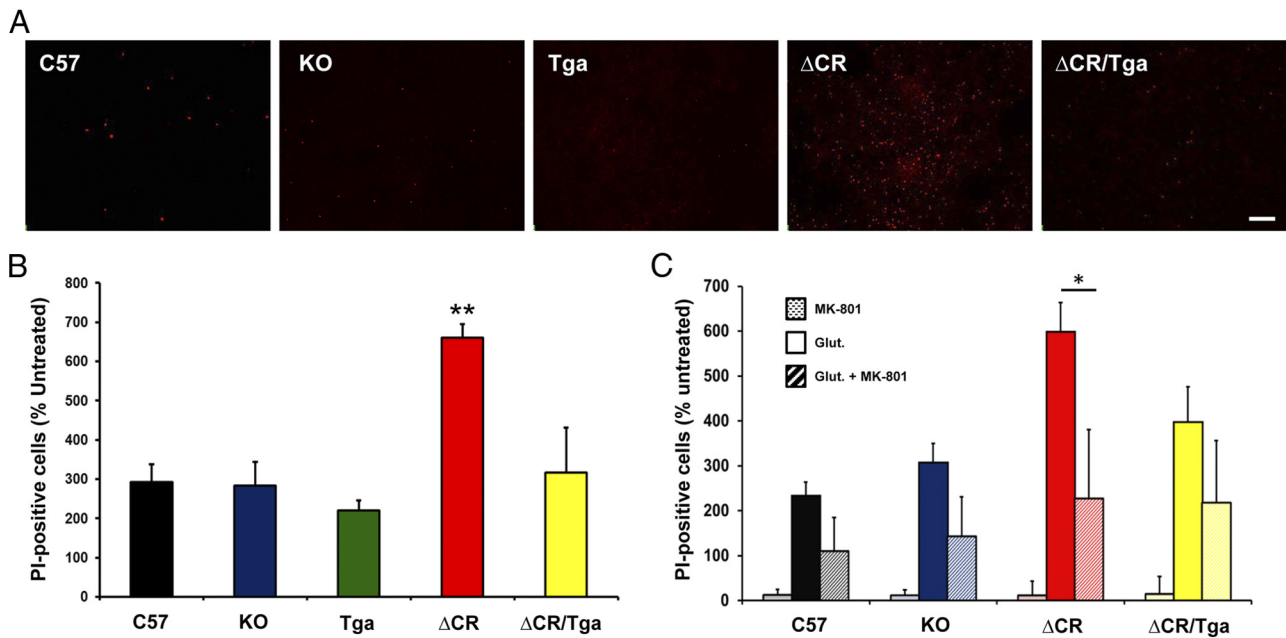 A
C57
KO
Tga
ΔCR
ΔCR/Tga
B
PI-positive cells (% Untreated)
800
700
600
500
400
300
200
100
0
**
C57
KO
Tga
ΔCR
ΔCR/Tga
C
PI-positive cells (% untreated)
700
600
500
400
300
200
100
0
MK-801
Glut.
Glut. + MK-801
*
C57
KO
ΔCR
ΔCR/Tga